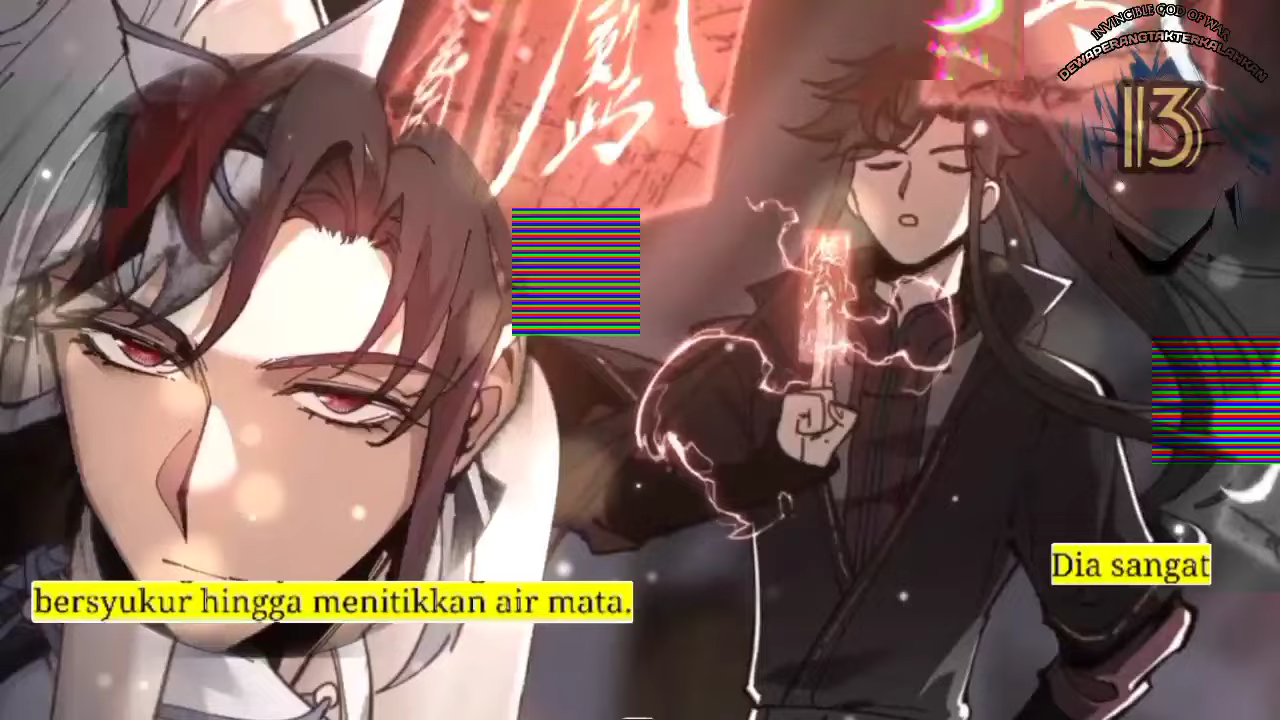 INVINCIBLE GOD OF WAR
DEWAPERANGTAKTERKALAHKAN
13
Dia sangat
bersyukur hingga menitikkan air mata.